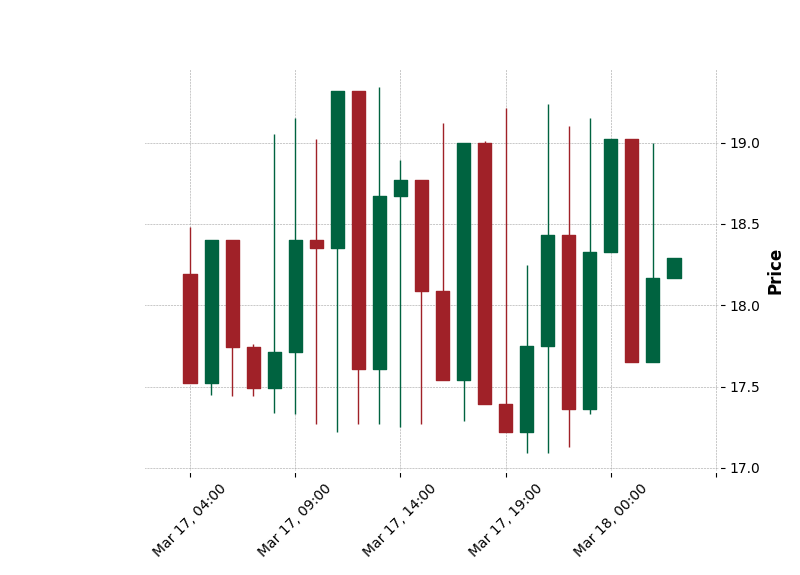 19.0
18.5
18.0
17.5
17.0
Price
Mar 17, 04:00
Mar 17, 09:00
Mar 17, 14:00
Mar 17, 19:00
Mar 18, 00:00